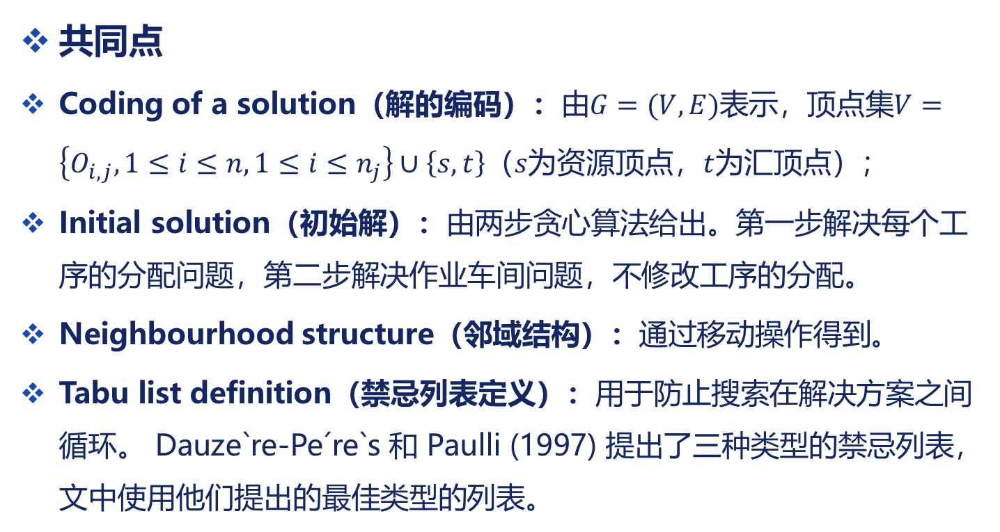 ❖ 共同点
❖ Coding of a solution（解的编码）：由G = (V, E)表示，顶点集V =
{O_{i,j}, 1 ≤ i ≤ n, 1 ≤ i ≤ n_j} ∪ {s, t}（s为资源顶点，t为汇顶点）;
❖ Initial solution（初始解）：由两步贪心算法给出。第一步解决每个工
序的分配问题，第二步解决作业车间问题，不修改工序的分配。
❖ Neighbourhood structure（邻域结构）：通过移动操作得到。
❖ Tabu list definition（禁忌列表定义）：用于防止搜索在解决方案之间
循环。 Dauze`re-Pe´re`s 和 Paulli (1997) 提出了三种类型的禁忌列表，
文中使用他们提出的最佳类型的列表。